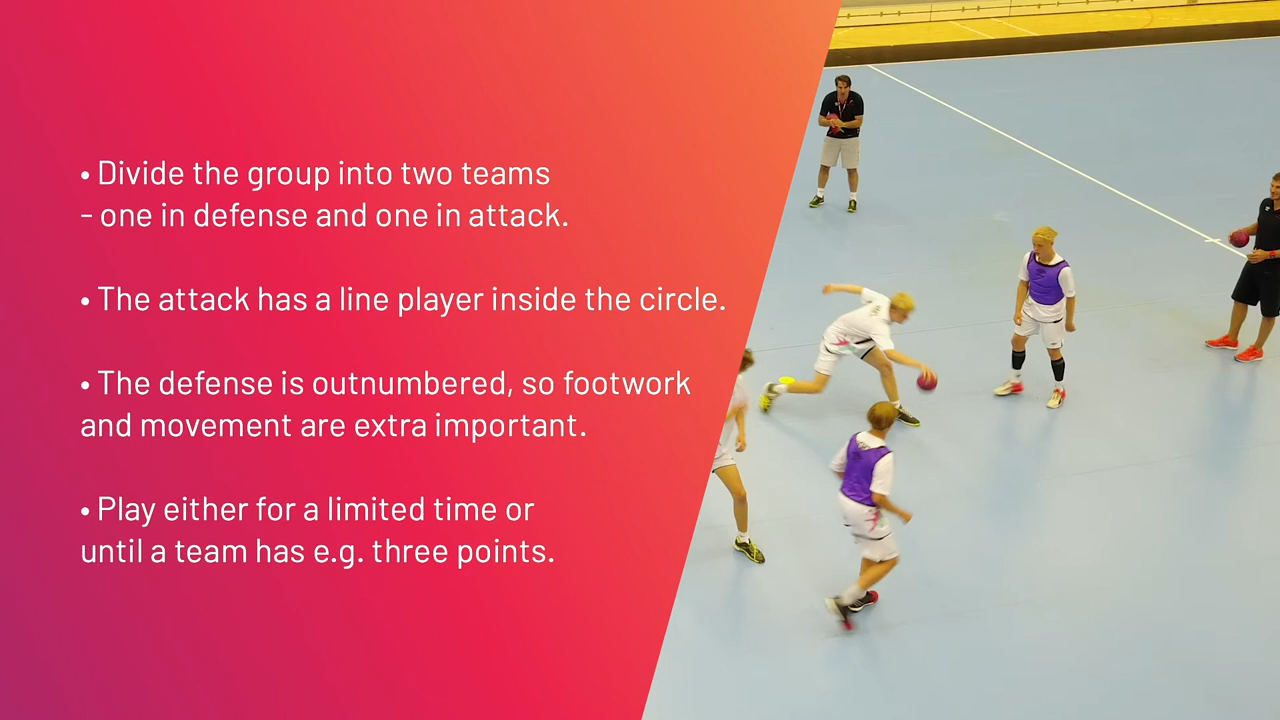 • Divide the group into two teams
- one in defense and one in attack.
• The attack has a line player inside the circle.
• The defense is outnumbered, so footwork
and movement are extra important.
• Play either for a limited time or
until a team has e.g. three points.